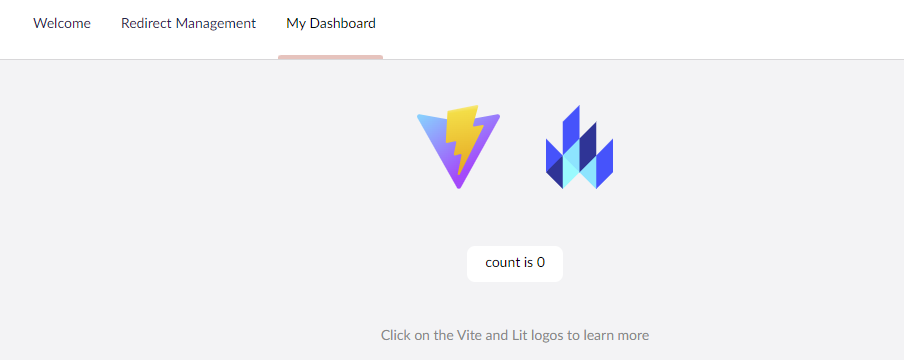 Welcome Redirect Management My Dashboard
count is 0
Click on the Vite and Lit logos to learn more